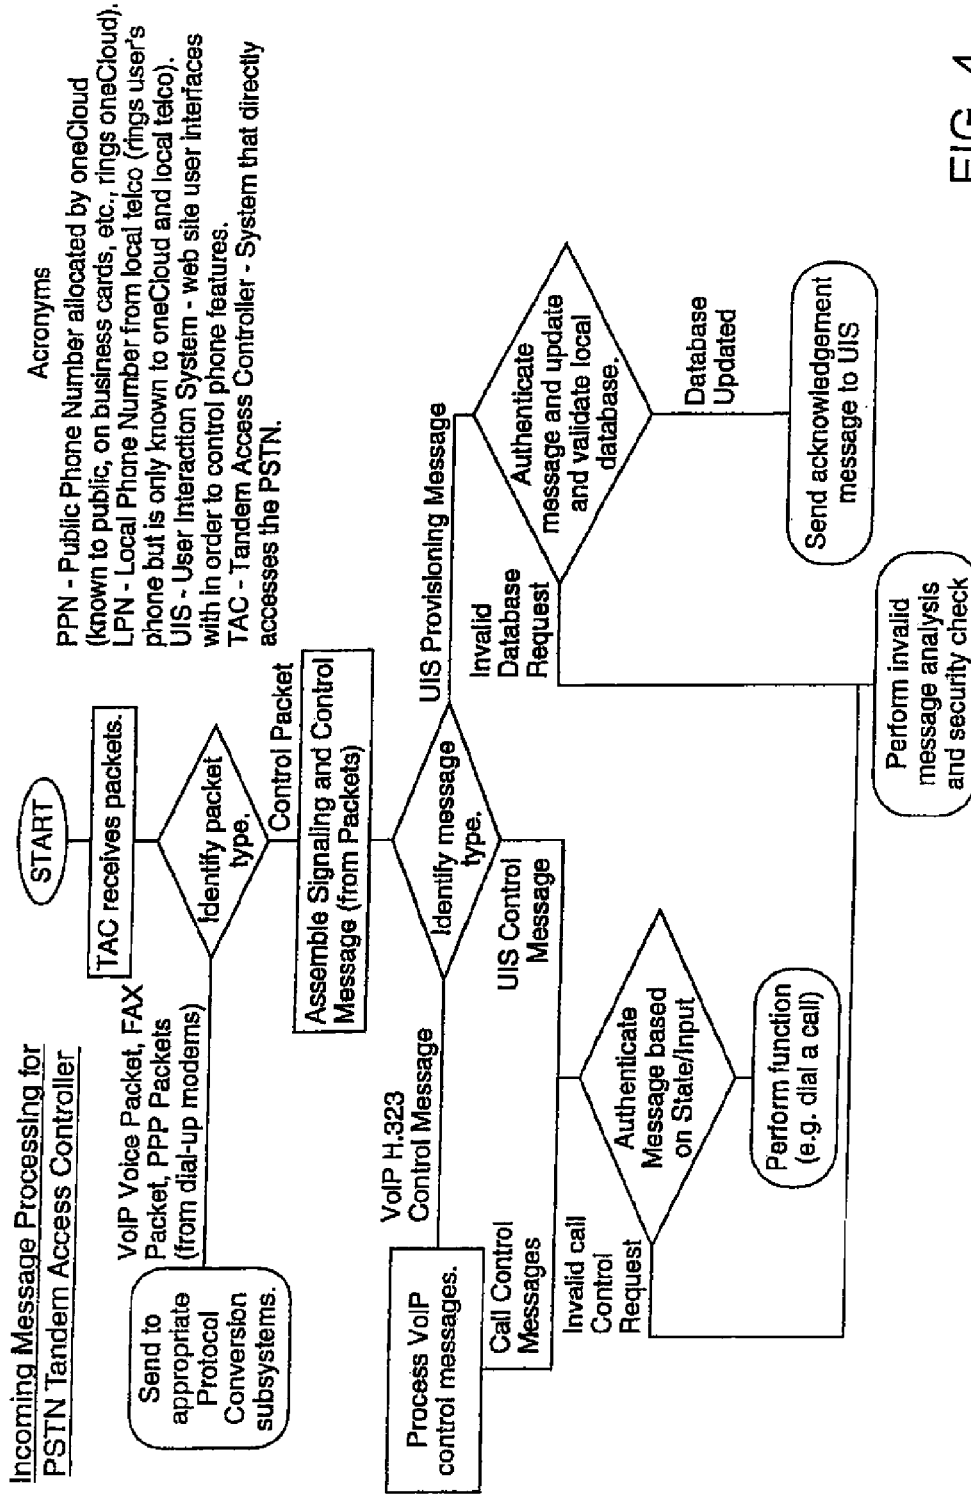 Incoming Message Processing for
PSTN Tandem Access Controller
START
TAC receives packets.
Identify packet
type.
VoIP Voice Packet, FAX
Packet, PPP Packets
(from dial-up modems)
Send to
appropriate
Protocol
Conversion
subsystems.
Control Packet
Assemble Signaling and Control
Message (from Packets)
Identify message
type.
VoIP H.323
Control Message
Process VoIP
control messages.
Call Control
Messages
UIS Control
Message
UIS Provisioning Message
Authenticate
message and update
and validate local
database.
Invalid
Database
Request
Database
Updated
Send acknowledgement
message to UIS
Invalid call
Control
Request
Authenticate
Message based
on State/Input
Perform function
(e.g. dial a call)
Perform invalid
message analysis
and security check
Acronyms
PPN - Public Phone Number allocated by oneCloud
(known to public, on business cards, etc., rings oneCloud).
LPN - Local Phone Number from local telco (rings user's
phone but is only known to oneCloud and local telco).
UIS - User Interaction System - web site user interfaces
with in order to control phone features.
TAC - Tandem Access Controller - System that directly
accesses the PSTN.
FIG. 4